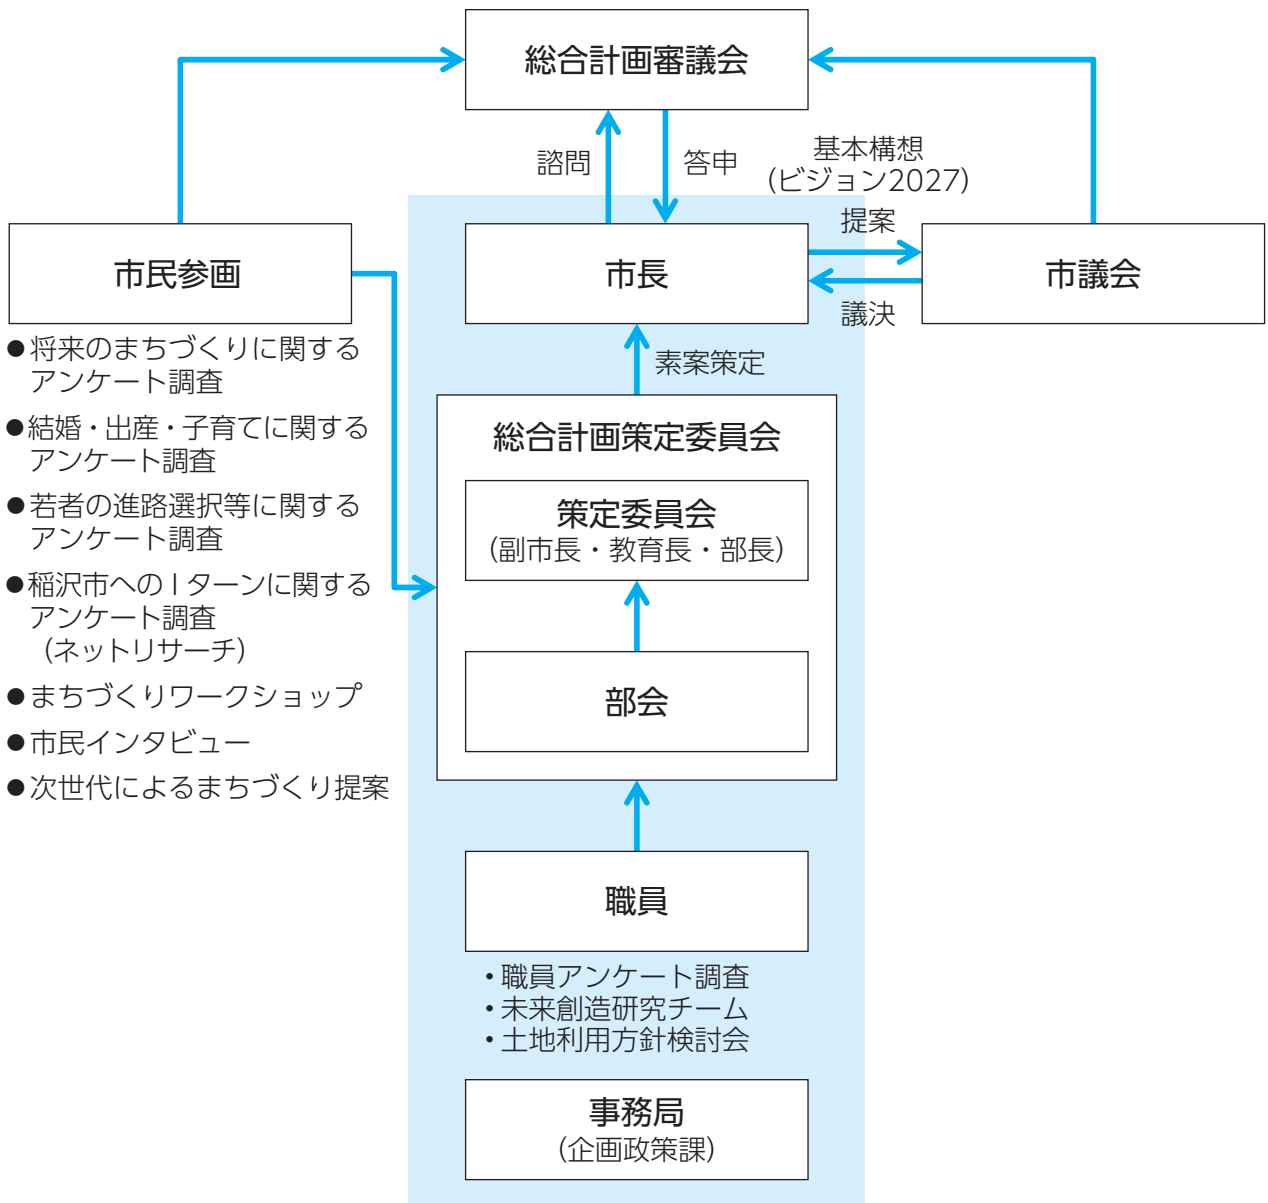 総合計画審議会
諮問
答申
基本構想
(ビジョン2027)
提案
市民参画
市長
市議会
議決
●将来のまちづくりに関する
アンケート調査
●結婚・出産・子育てに関する
アンケート調査
●若者の進路選択等に関する
アンケート調査
●稲沢市へのIターンに関する
アンケート調査
(ネットリサーチ)
●まちづくりワークショップ
●市民インタビュー
●次世代によるまちづくり提案
素案策定
総合計画策定委員会
策定委員会
(副市長・教育長・部長)
部会
職員
・職員アンケート調査
・未来創造研究チーム
・土地利用方針検討会
事務局
(企画政策課)